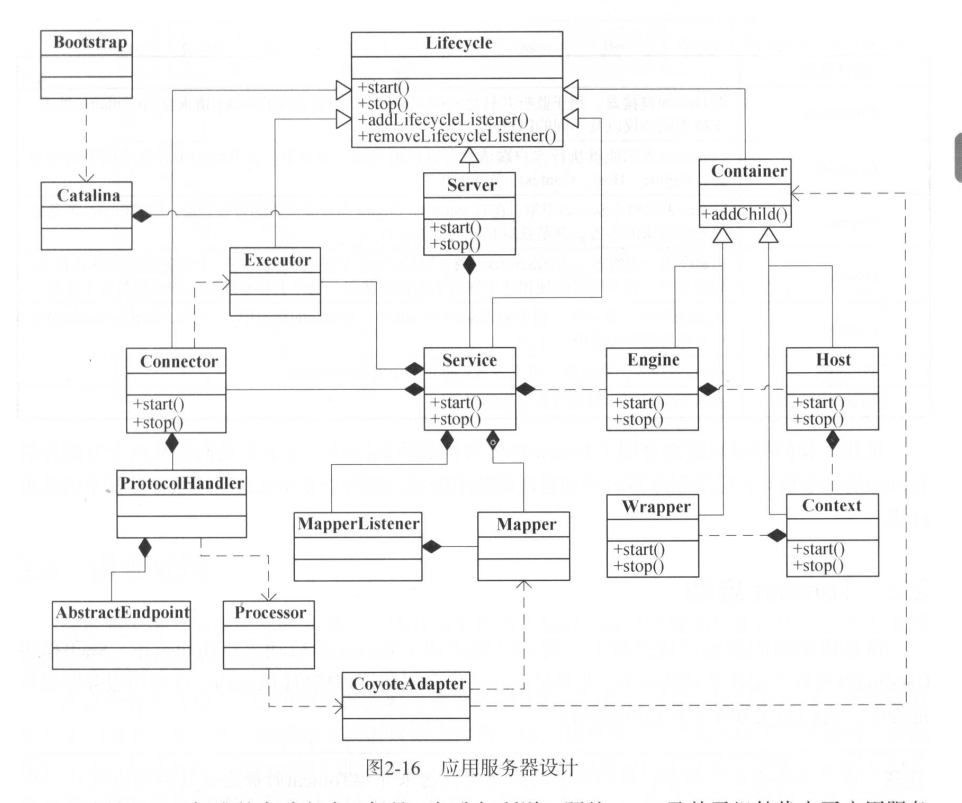 Bootstrap
Lifecycle
+start()
+stop()
+addLifecycleListener()
+removeLifecycleListener()
Catalina
Server
+start()
+stop()
Container
+addChild()
Executor
Connector
+start()
+stop()
Service
+start()
+stop()
Engine
+start()
+stop()
Host
+start()
+stop()
ProtocolHandler
MapperListener
Mapper
Wrapper
+start()
+stop()
Context
+start()
+stop()
AbstractEndpoint
Processor
CoyoteAdapter
图2-16 应用服务器设计